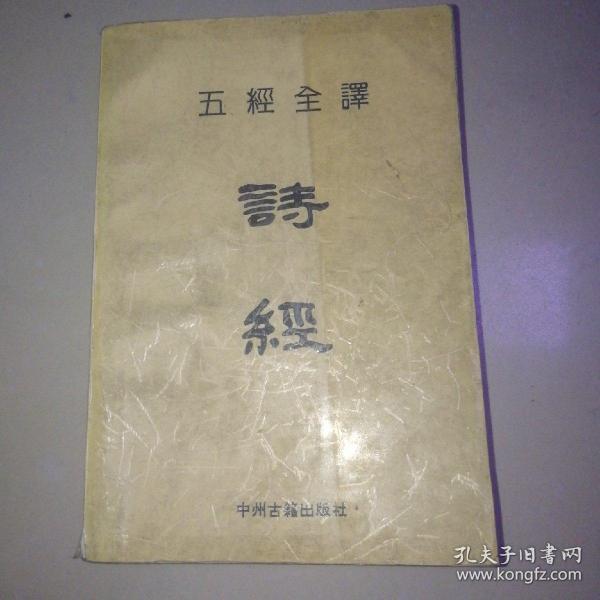 五經全譯
詩
經
中州古籍出版社
孔夫子旧书网
www.kongfz.com